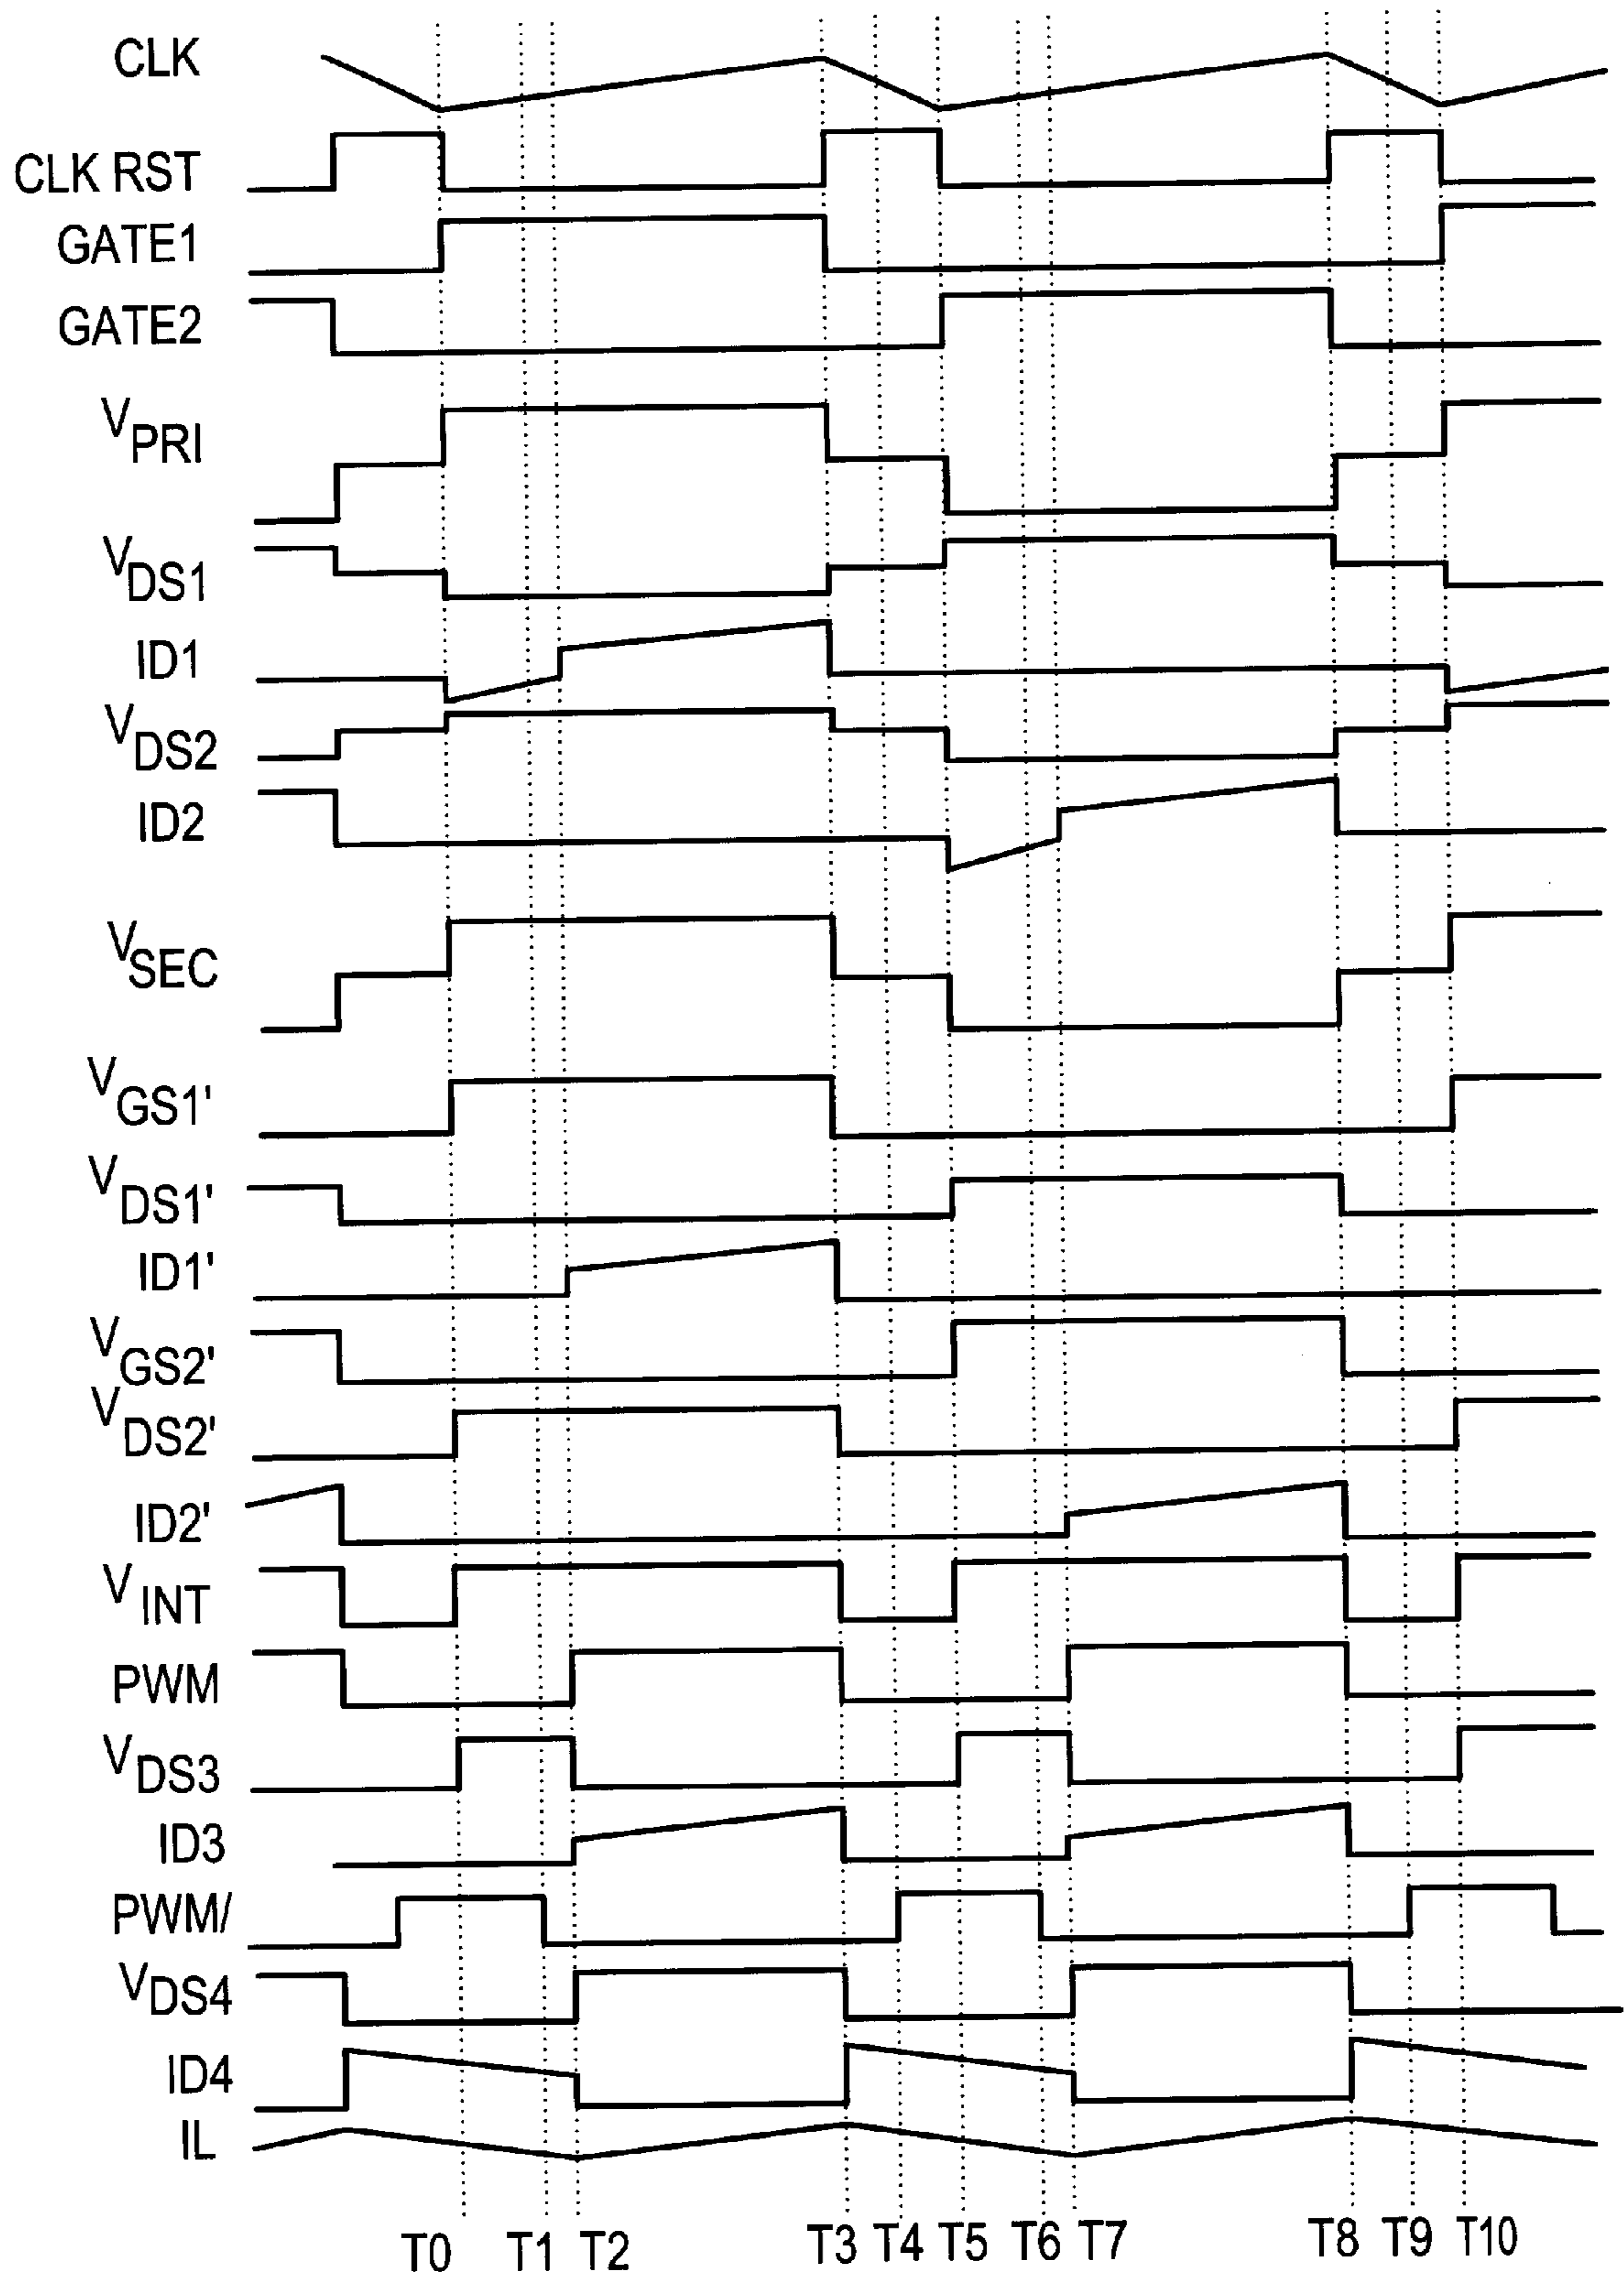 CLK
CLK RST
GATE1
GATE2
VPRI
VDS1
ID1
VDS2
ID2
VSEC
VGS1'
VDS1'
ID1'
VGS2'
VDS2'
ID2'
VINT
PWM
VDS3
ID3
PWM/
VDS4
ID4
IL
T0 T1 T2 T3 T4 T5 T6 T7 T8 T9 T10